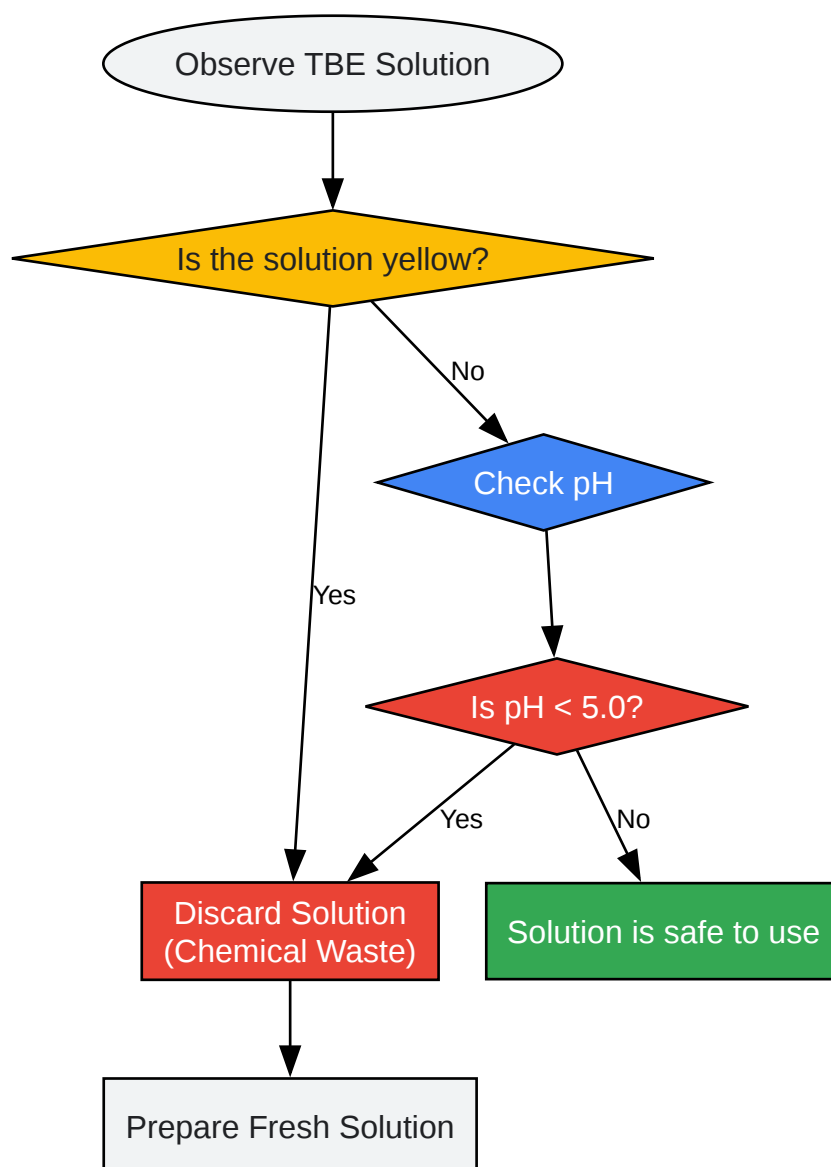 Observe TBE Solution
Is the solution yellow?
No
Check pH
Yes
Is pH < 5.0?
Yes
No
Discard Solution
(Chemical Waste)
Solution is safe to use
Prepare Fresh Solution